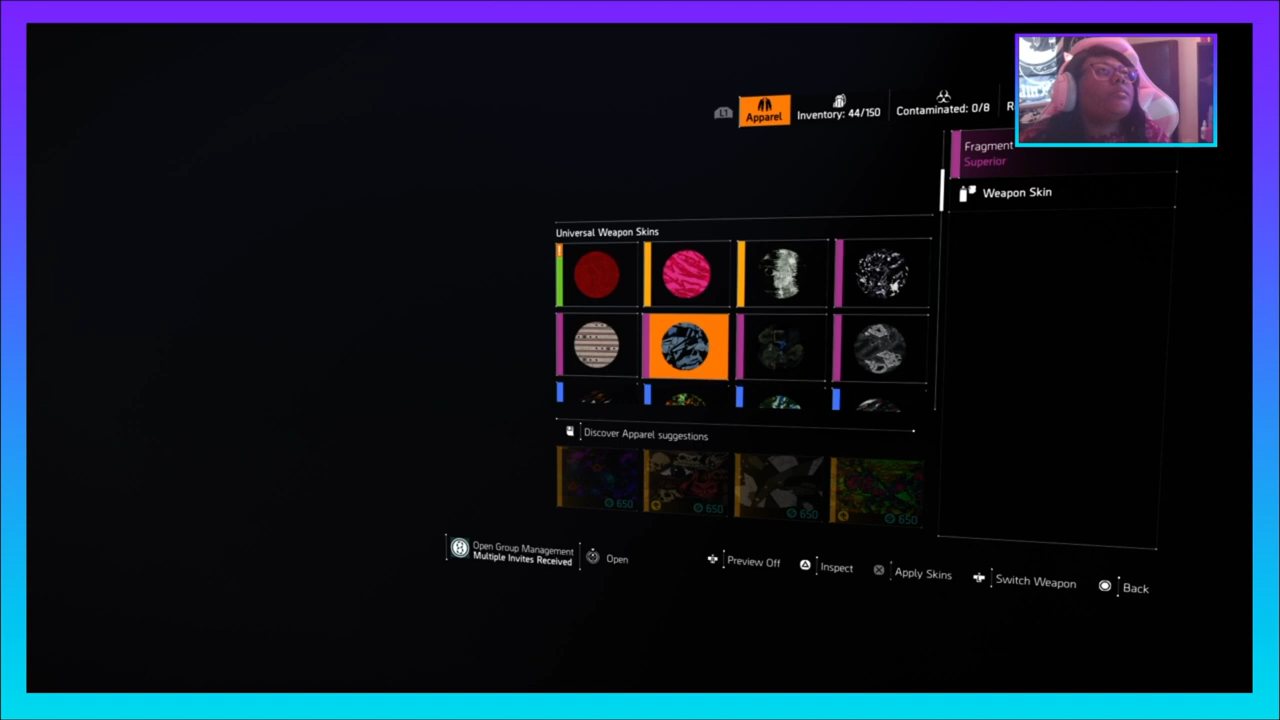 L1
Apparel
Inventory: 44/150
Contaminated: 0/8
R
Fragment
Superior
Weapon Skin
Universal Weapon Skins
Discover Apparel suggestions
650
650
650
650
Open Group Management
Multiple Invites Received
Open
Preview Off
Inspect
Apply Skins
Switch Weapon
Back